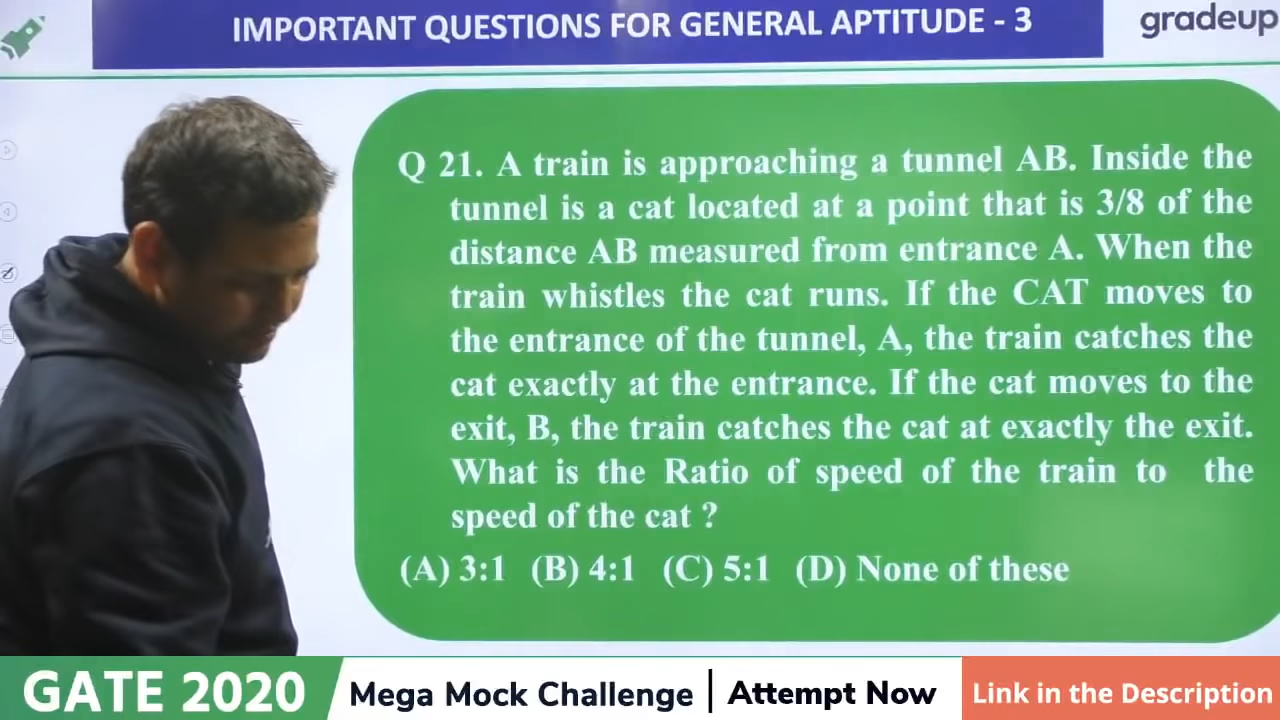 IMPORTANT QUESTIONS FOR GENERAL APTITUDE - 3
gradeup
Q 21. A train is approaching a tunnel AB. Inside the
tunnel is a cat located at a point that is 3/8 of the
distance AB measured from entrance A. When the
train whistles the cat runs. If the CAT moves to
the entrance of the tunnel, A, the train catches the
cat exactly at the entrance. If the cat moves to the
exit, B, the train catches the cat at exactly the exit.
What is the Ratio of speed of the train to the
speed of the cat ?
(A) 3:1 (B) 4:1 (C) 5:1 (D) None of these
GATE 2020 Mega Mock Challenge | Attempt Now Link in the Description